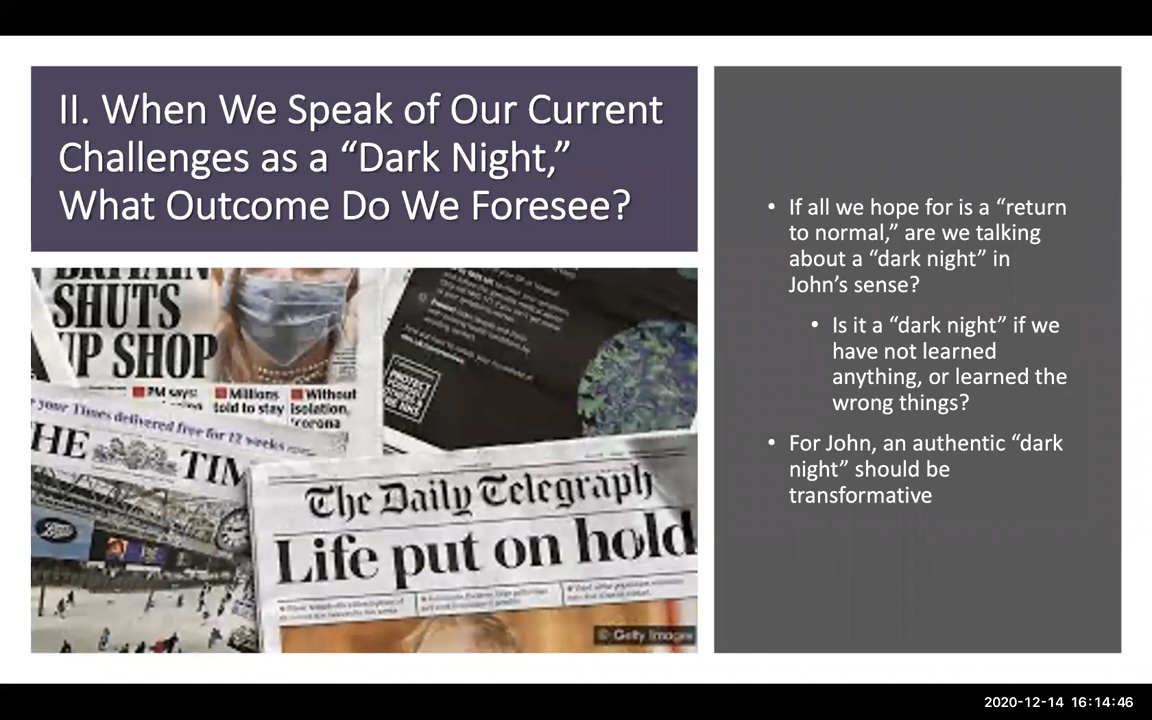 II. When We Speak of Our Current
Challenges as a “Dark Night,”
What Outcome Do We Foresee?
If all we hope for is a “return
to normal,” are we talking
about a “dark night” in
John’s sense?
Is it a “dark night” if we
have not learned
anything, or learned the
wrong things?
For John, an authentic “dark
night” should be
transformative
BRITAIN
SHUTS
UP SHOP
PM says:
Millions
told to stay
Without
isolation,
corona
your Times delivered free for 12 weeks
THE TIM
Boots
PROTECT
The Daily Telegraph
Life put on hold
© Getty Images
2020-12-14 16:14:46